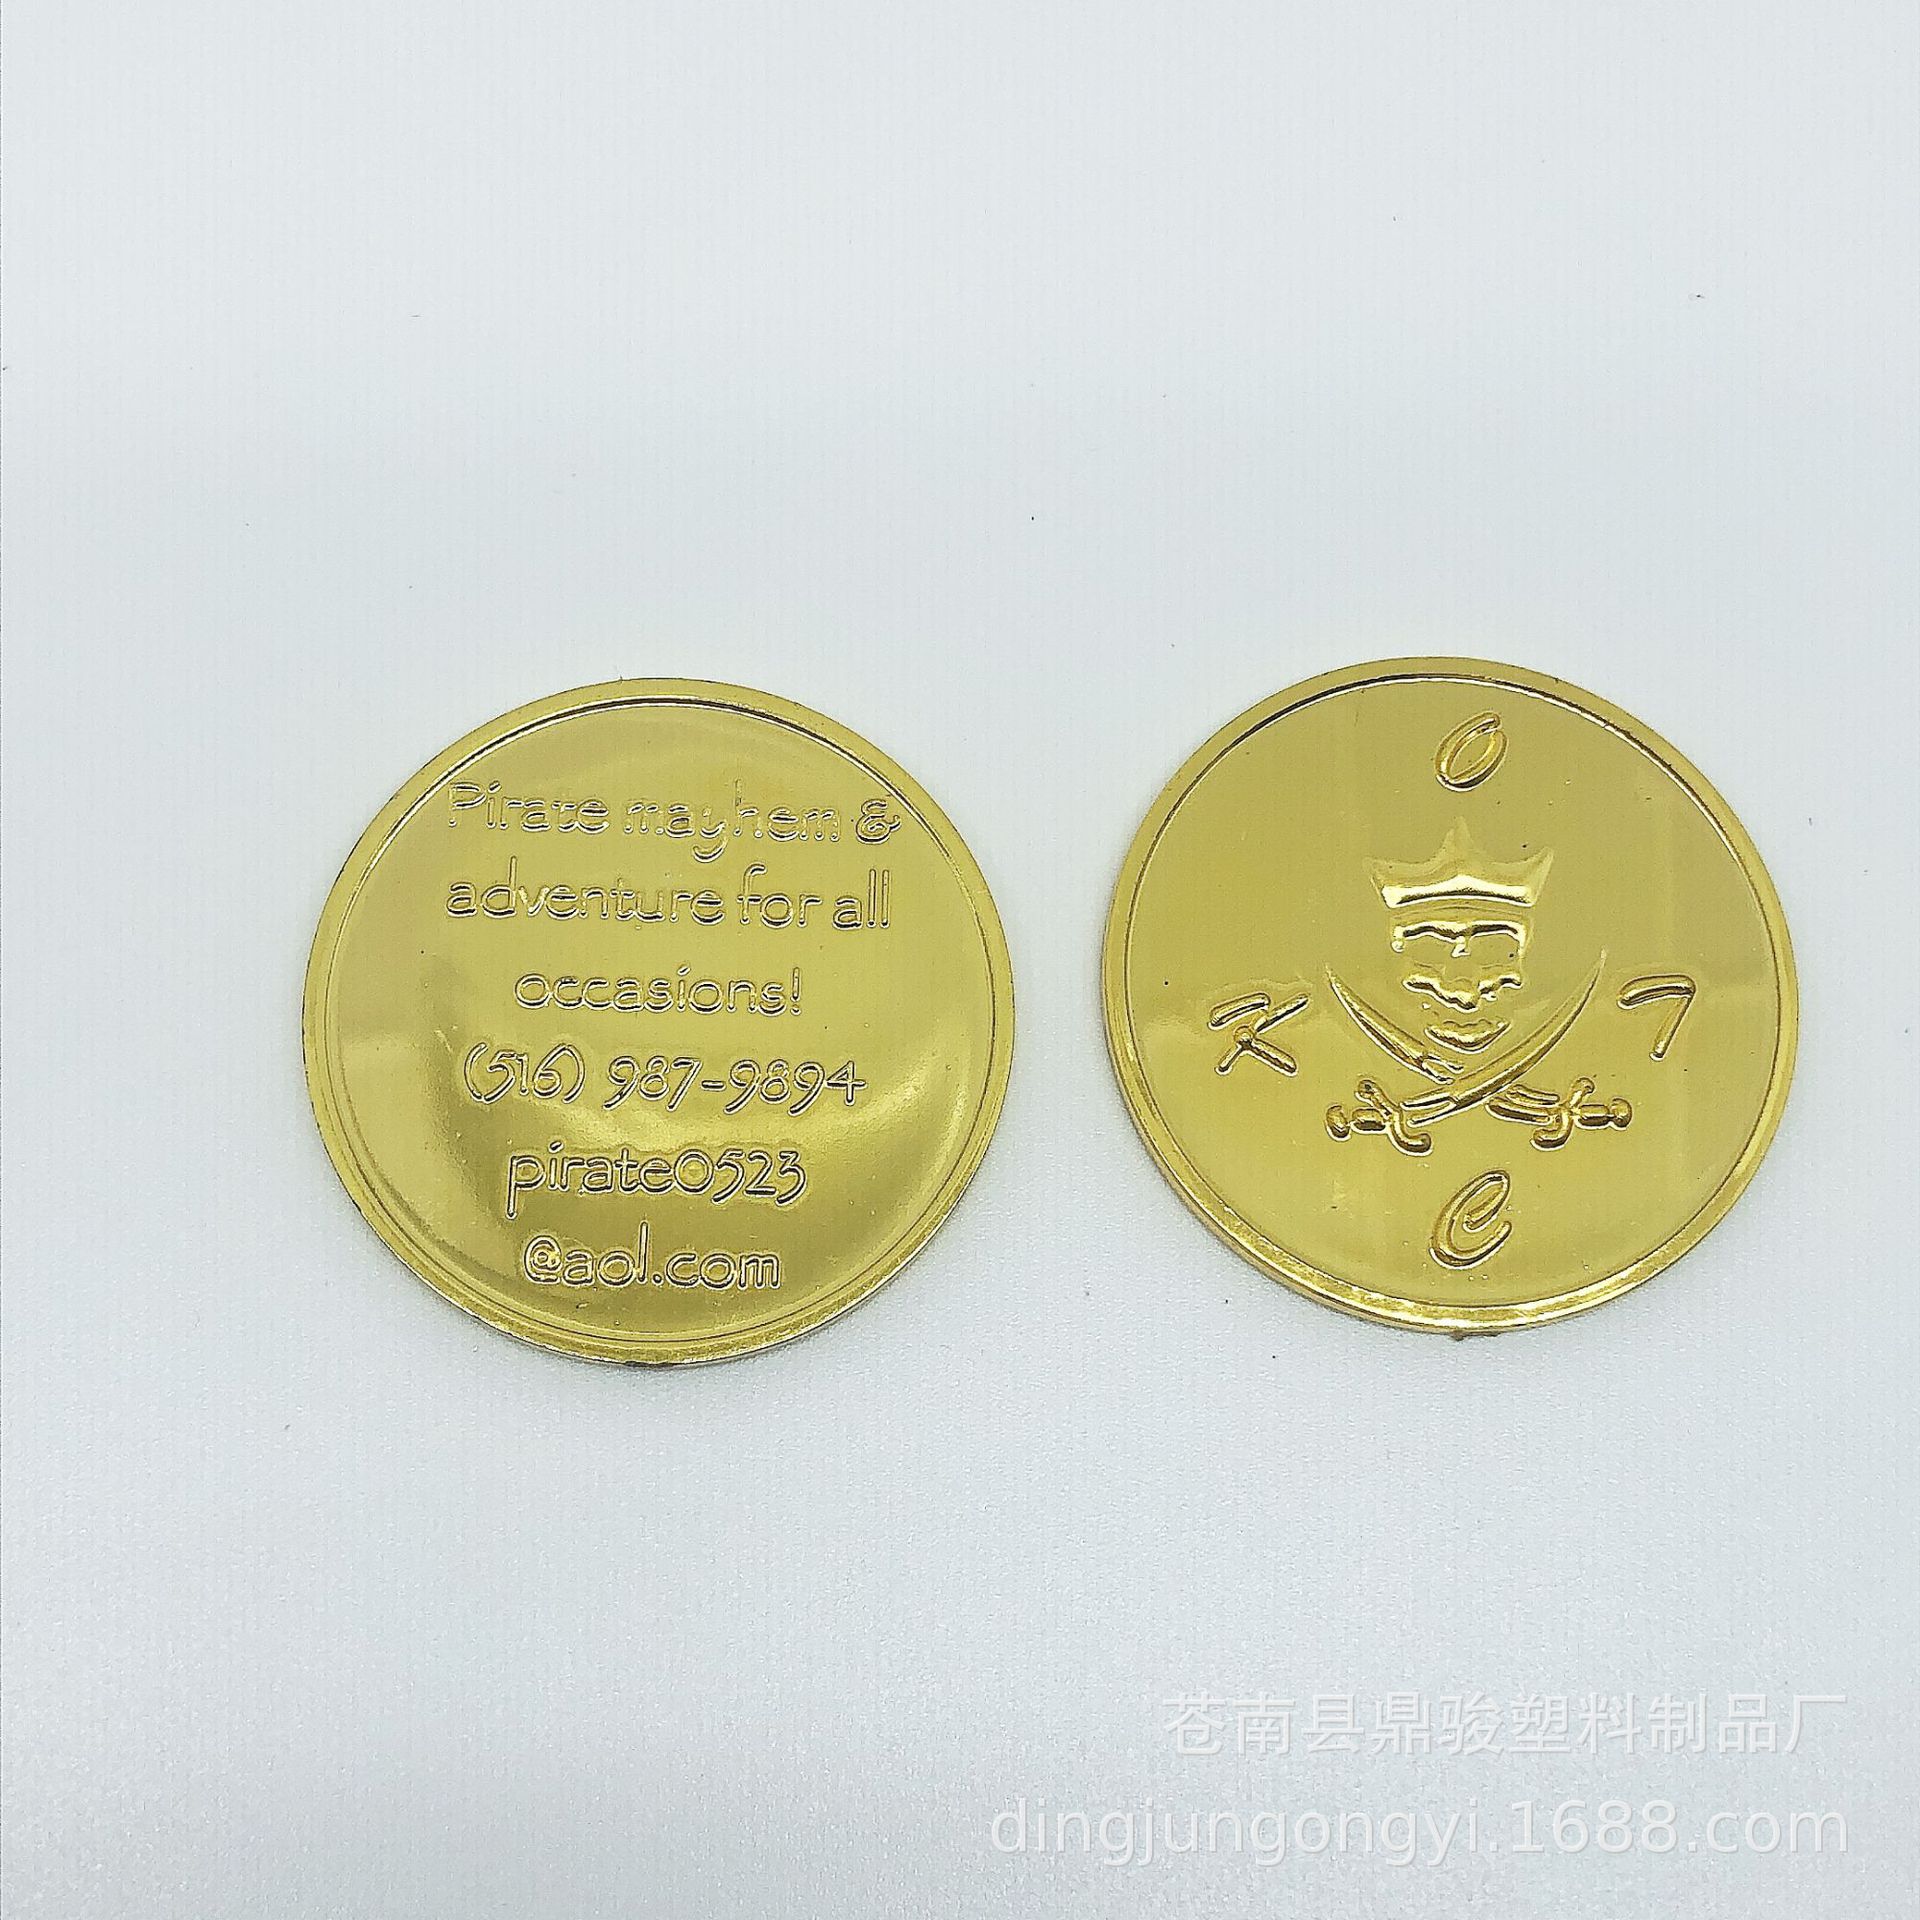 Pirate mayhem &
adventure for all
occasions!
(516) 987-9894
pirate0523
@aol.com
O
K 7
C
苍南县鼎骏塑料制品厂
dingjungongyi.1688.com